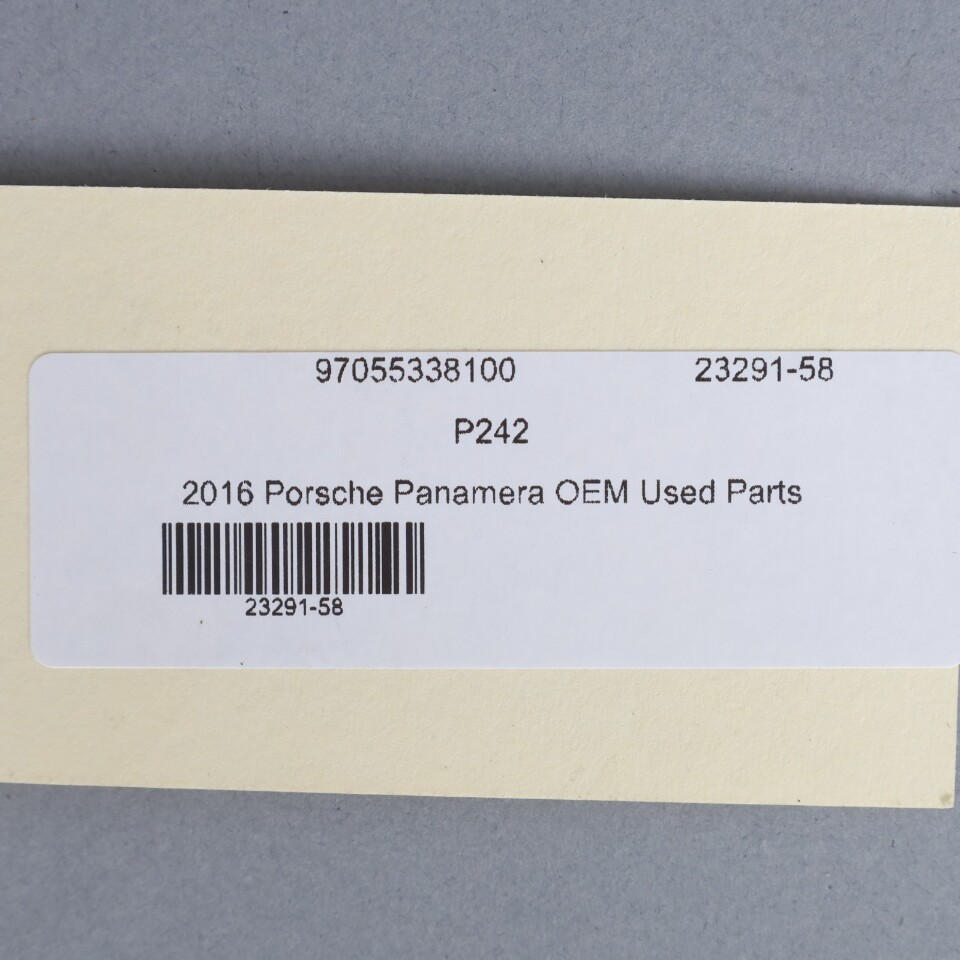 97055338100 23291-58
P242
2016 Porsche Panamera OEM Used Parts
23291-58